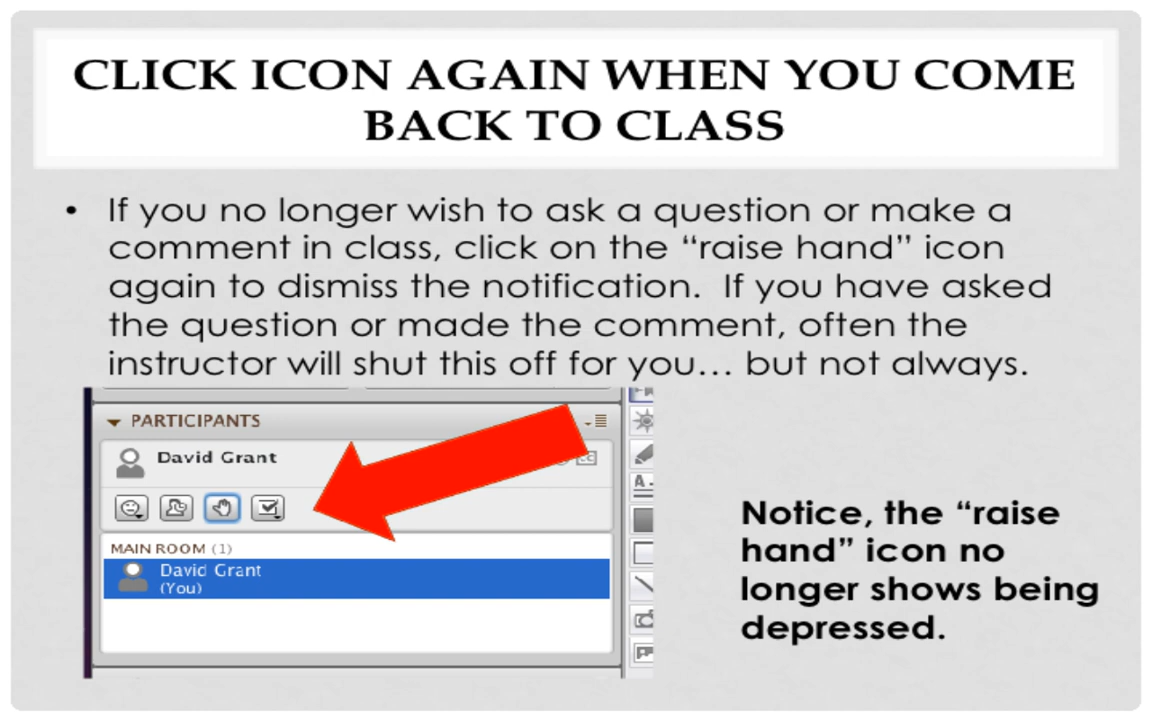 CLICK ICON AGAIN WHEN YOU COME
BACK TO CLASS
• If you no longer wish to ask a question or make a
comment in class, click on the “raise hand” icon
again to dismiss the notification.  If you have asked
the question or made the comment, often the
instructor will shut this off for you… but not always.
PARTICIPANTS
David Grant
MAIN ROOM (1)
David Grant
(You)
Notice, the “raise
hand” icon no
longer shows being
depressed.